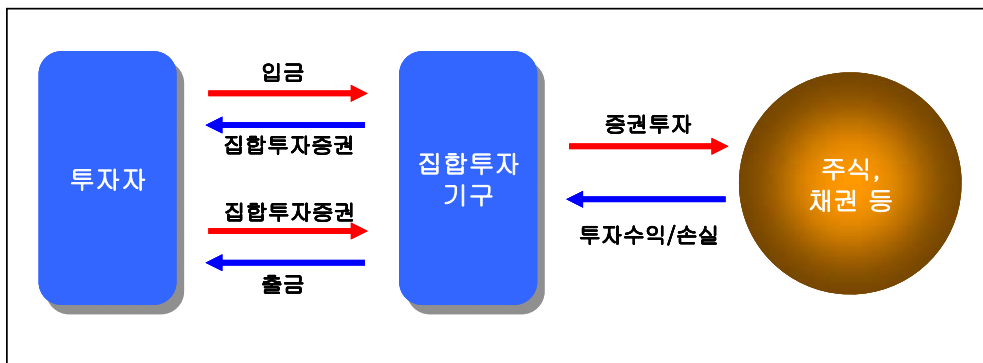 투자자
입금
집합투자증권
집합투자증권
출금
집합투자
기구
증권투자
투자수익/손실
주식,
채권 등